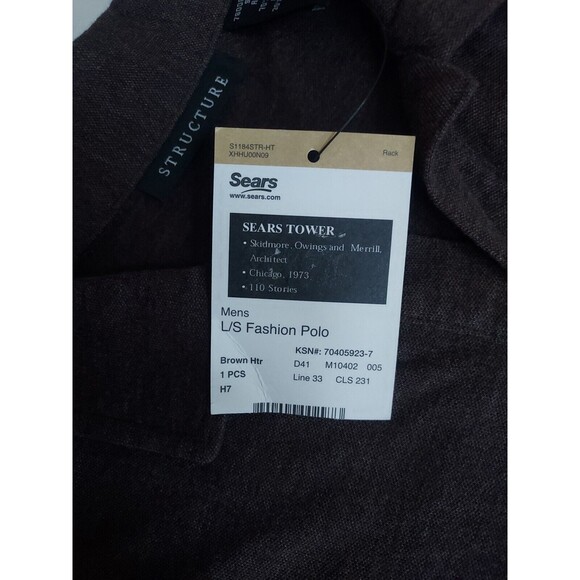 STRUCTURE
S1184STR-HT
XHHU00N09
Rack
Sears
www.sears.com
SEARS TOWER
• Skidmore, Owings and Merrill,
Architect
• Chicago, 1973
• 110 Stories
Mens
L/S Fashion Polo
KSN#: 70405923-7
Brown Htr D41 M10402 005
1 PCS Line 33 CLS 231
H7